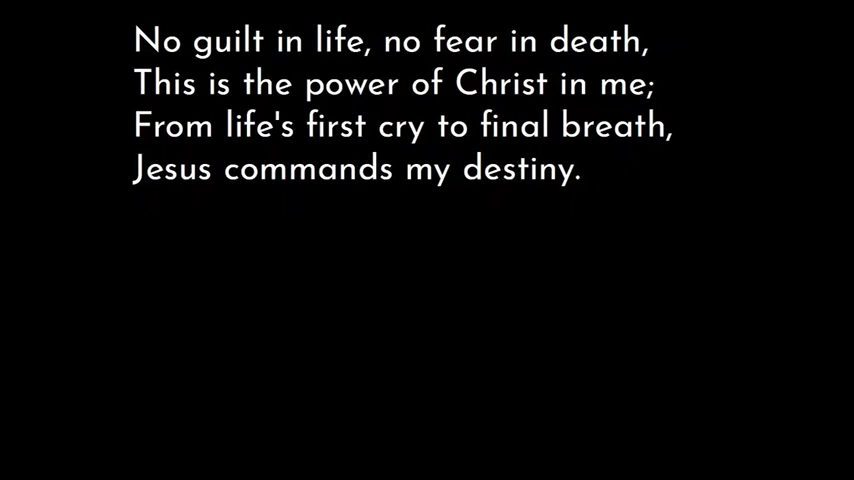 No guilt in life, no fear in death,
This is the power of Christ in me;
From life's first cry to final breath,
Jesus commands my destiny.